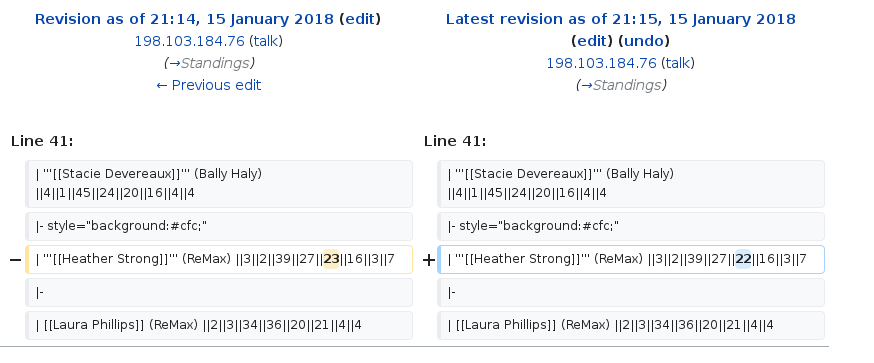 Revision as of 21:14, 15 January 2018 (edit)
198.103.184.76 (talk)
(→Standings)
← Previous edit
Latest revision as of 21:15, 15 January 2018
(edit) (undo)
198.103.184.76 (talk)
(→Standings)
Line 41:
Line 41:
| '''[[Stacie Devereaux]]''' (Bally Haly)
||4||1||45||24||20||16||4||4
| '''[[Stacie Devereaux]]''' (Bally Haly)
||4||1||45||24||20||16||4||4
|- style="background:#cfc;"
|- style="background:#cfc;"
− | '''[[Heather Strong]]''' (ReMax) ||3||2||39||27||23||16||3||7
+ | '''[[Heather Strong]]''' (ReMax) ||3||2||39||27||22||16||3||7
|-
|-
| [[Laura Phillips]] (ReMax) ||2||3||34||36||20||21||4||4
| [[Laura Phillips]] (ReMax) ||2||3||34||36||20||21||4||4